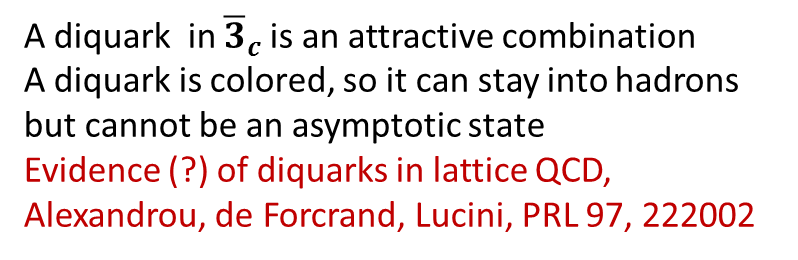 A diquark in $\overline{\mathbf{3}}_c$ is an attractive combination
A diquark is colored, so it can stay into hadrons
but cannot be an asymptotic state
Evidence (?) of diquarks in lattice QCD,
Alexandrou, de Forcrand, Lucini, PRL 97, 222002